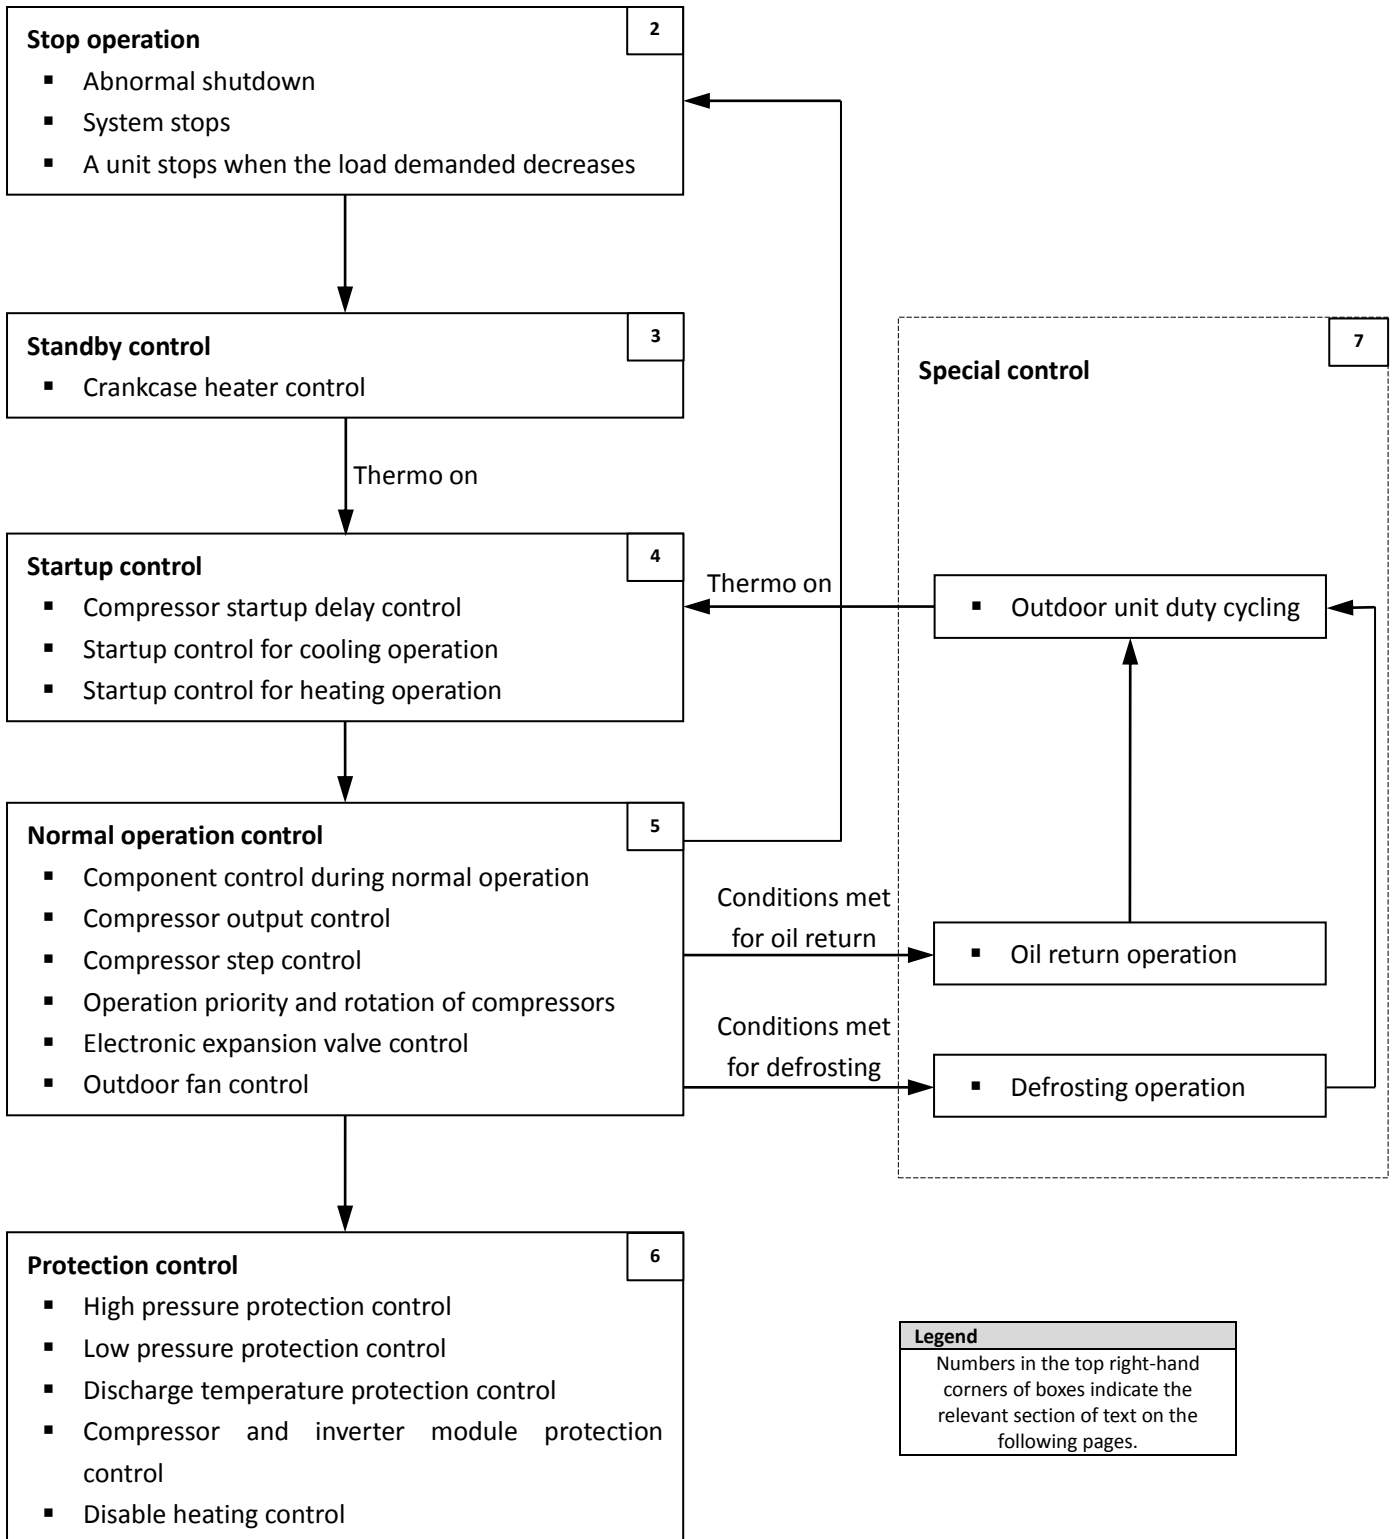 Stop operation
2
▪ Abnormal shutdown
▪ System stops
▪ A unit stops when the load demanded decreases
Standby control
3
▪ Crankcase heater control
Thermo on
Startup control
4
▪ Compressor startup delay control
▪ Startup control for cooling operation
▪ Startup control for heating operation
Normal operation control
5
▪ Component control during normal operation
▪ Compressor output control
▪ Compressor step control
▪ Operation priority and rotation of compressors
▪ Electronic expansion valve control
▪ Outdoor fan control
Protection control
6
▪ High pressure protection control
▪ Low pressure protection control
▪ Discharge temperature protection control
▪ Compressor and inverter module protection
control
▪ Disable heating control
Special control
7
Thermo on
▪ Outdoor unit duty cycling
Conditions met
for oil return
▪ Oil return operation
Conditions met
for defrosting
▪ Defrosting operation
Legend
Numbers in the top right-hand
corners of boxes indicate the
relevant section of text on the
following pages.